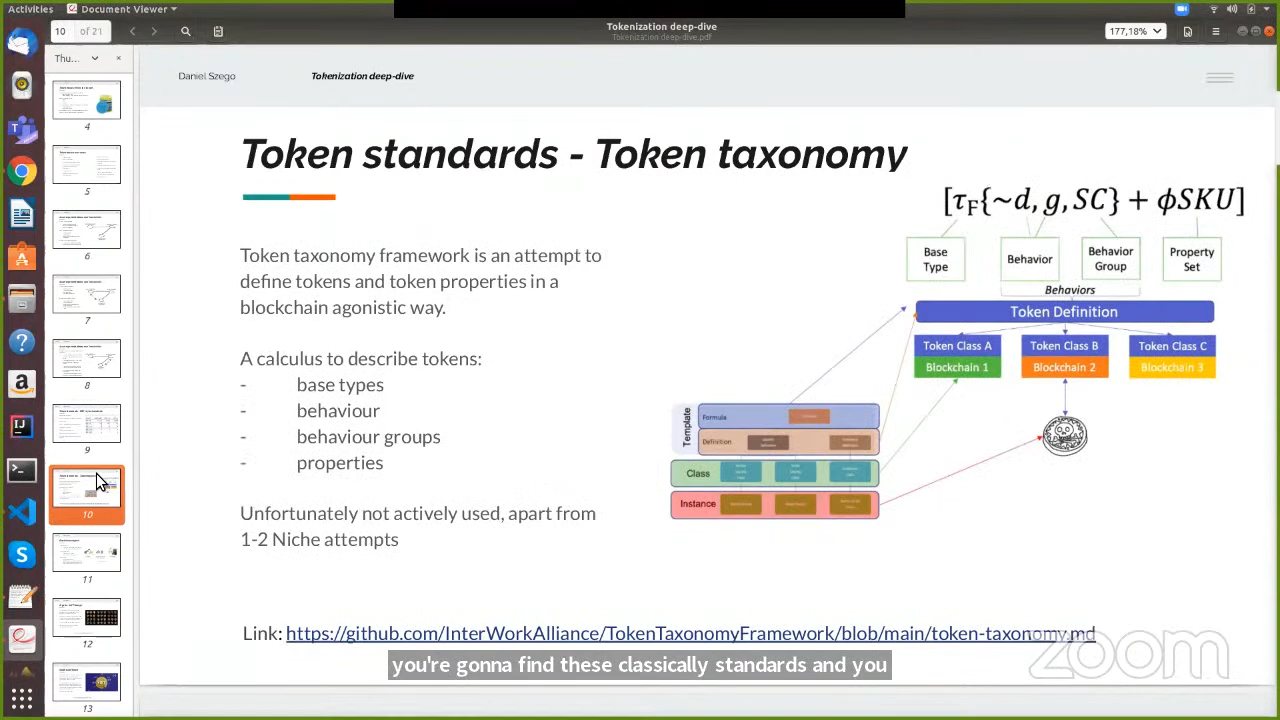 Activities
Document Viewer
Tokenization deep-dive
Tokenization deep-dive.pdf
10 of 21
177,18%
Thu...
4
5
6
7
8
9
10
11
12
13
Daniel Szego
Tokenization deep-dive
Token standards - Token taxonomy
Token taxonomy framework is an attempt to
define tokens and token properties in a
blockchain agonistic way.
A calculus to describe tokens:
- base types
- behaviour
- behaviour groups
- properties
Unfortunately not actively used, apart from
1-2 Niche attempts
[τF{~d, g, SC} + ϕSKU]
Base Type
Behavior
Behavior Group
Property Set
Behaviors
Token Definition
Token Class A
Token Class B
Token Class C
Blockchain 1
Blockchain 2
Blockchain 3
Template
Formula
Definition
Class
Instance
Link: https://github.com/InterWorkAlliance/TokenTaxonomyFramework/blob/main/token-taxonomy.md
you're gonna find these classically standards and you
zoom